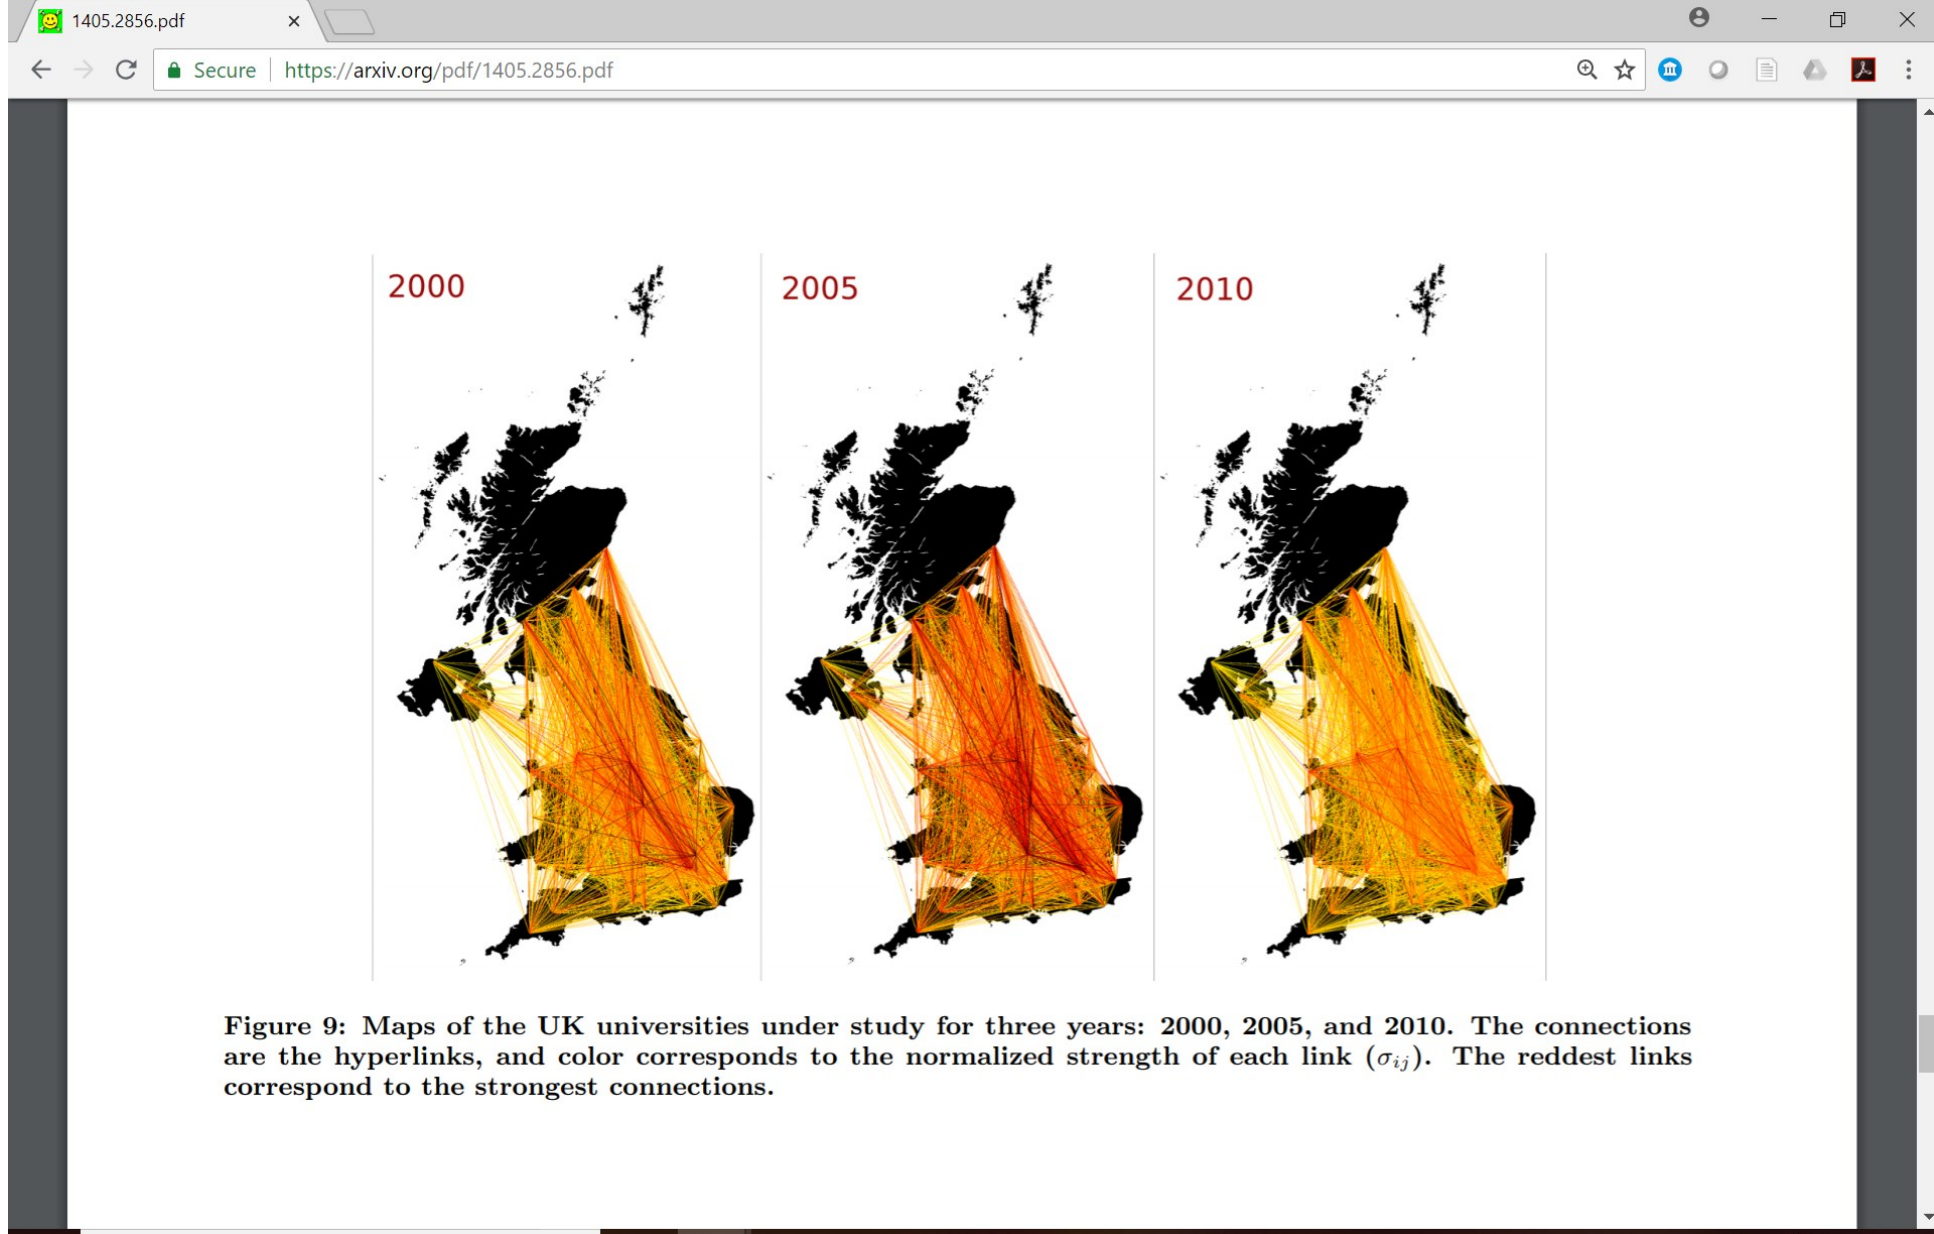 1405.2856.pdf
Secure https://arxiv.org/pdf/1405.2856.pdf
2000 2005 2010
Figure 9: Maps of the UK universities under study for three years: 2000, 2005, and 2010. The connections
are the hyperlinks, and color corresponds to the normalized strength of each link (σij). The reddest links
correspond to the strongest connections.